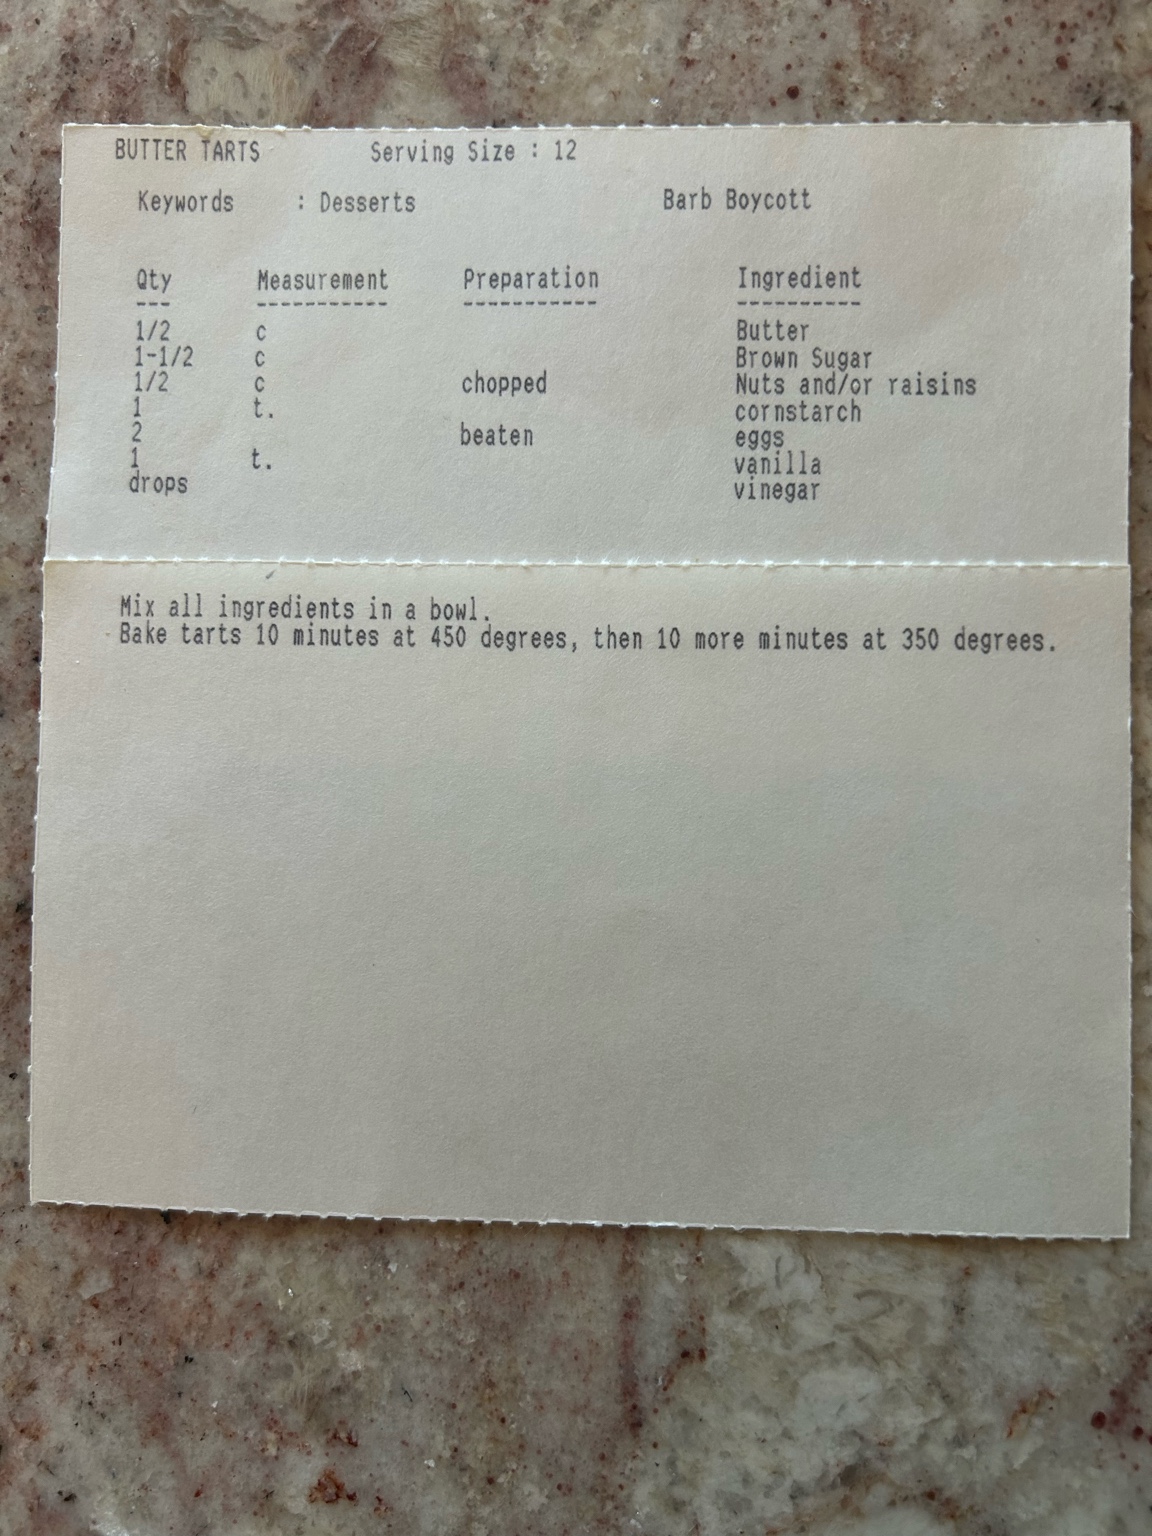 BUTTER TARTS Serving Size : 12
Keywords : Desserts Barb Boycott
Qty Measurement Preparation Ingredient
--- ----------- ----------- ----------
1/2 c Butter
1-1/2 c Brown Sugar
1/2 c chopped Nuts and/or raisins
1 t. cornstarch
2 beaten eggs
1 t. vanilla
drops vinegar
Mix all ingredients in a bowl.
Bake tarts 10 minutes at 450 degrees, then 10 more minutes at 350 degrees.